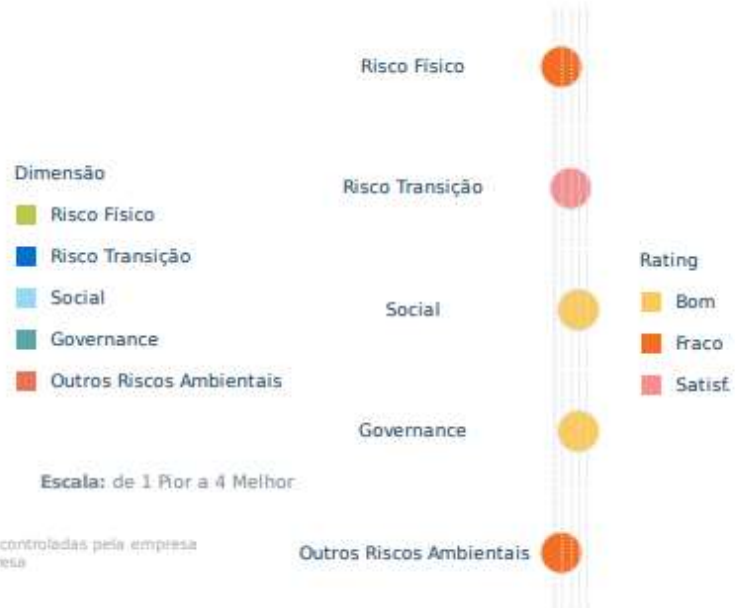 Dimensão
Risco Físico
Risco Transição
Social
Governance
Outros Riscos Ambientais
Escala: de 1 Pior a 4 Melhor
controladas pela empresa
esa
Risco Físico
Risco Transição
Social
Governance
Outros Riscos Ambientais
Rating
Bom
Fraco
Satisf.